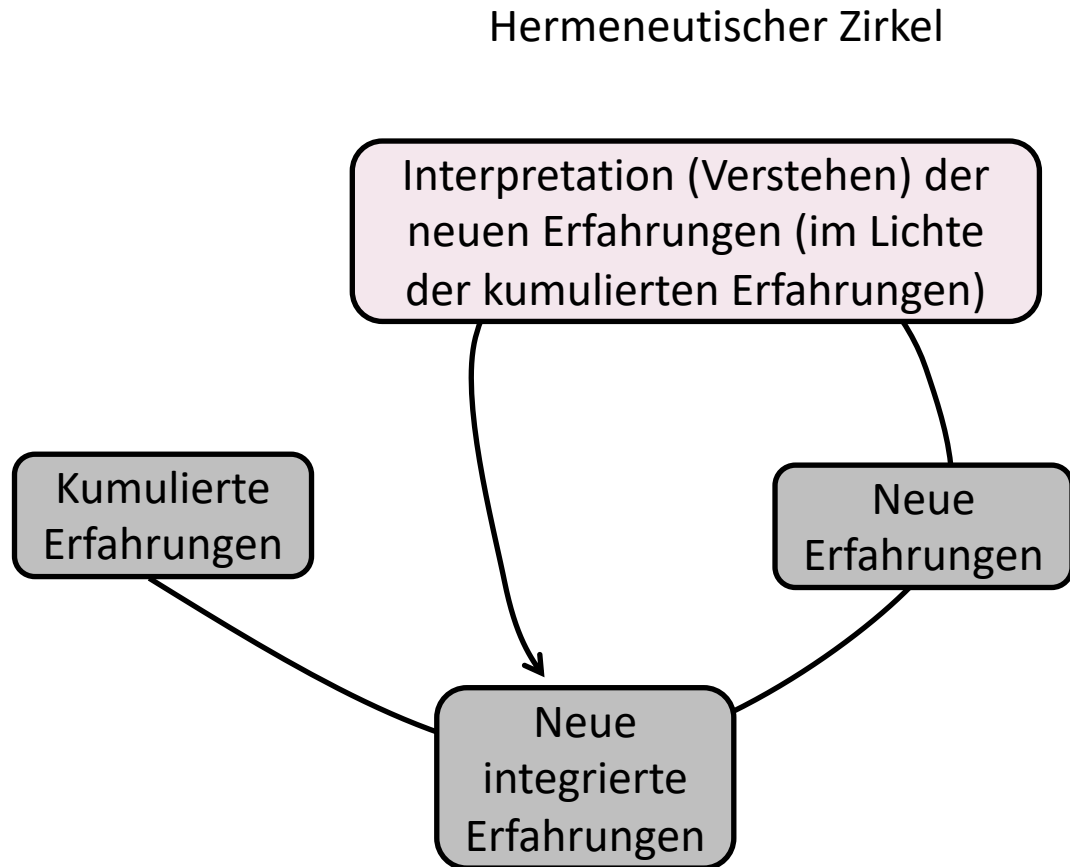 Hermeneutischer Zirkel
Interpretation (Verstehen) der
neuen Erfahrungen (im Lichte
der kumulierten Erfahrungen)
Kumulierte
Erfahrungen
Neue
Erfahrungen
Neue
integrierte
Erfahrungen